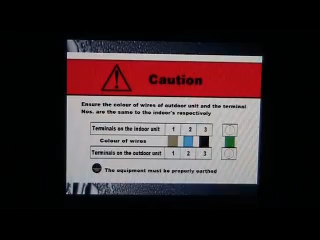 Caution
Ensure the colour of wires of outdoor unit and the terminal
Nos. are the same to the indoor's respectively
Terminals on the indoor unit 1 2 3
Colour of wires
Terminals on the outdoor unit 1 2 3
The equipment must be properly earthed